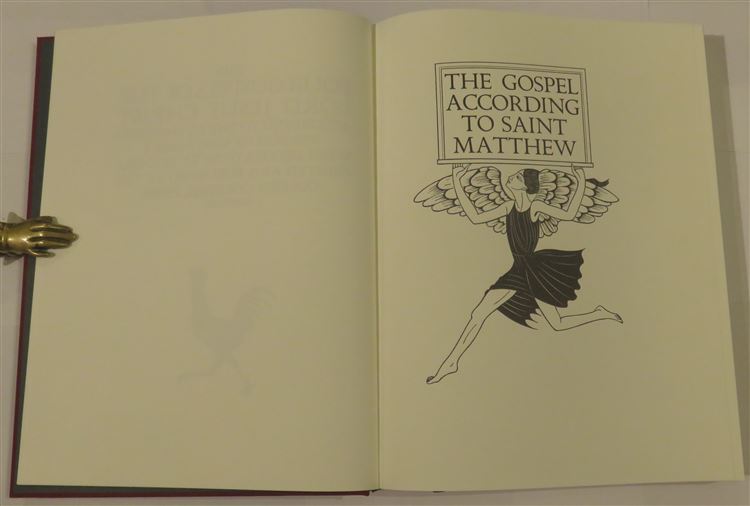 THE GOSPEL
ACCORDING
TO SAINT
MATTHEW